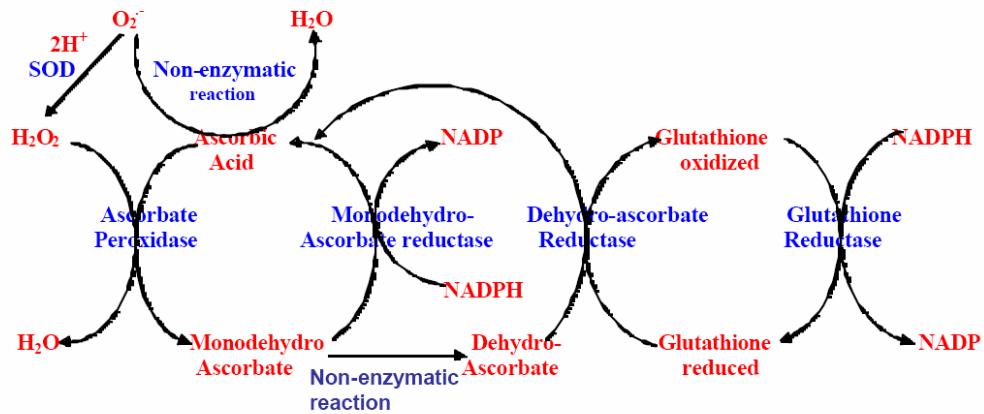 O₂⁻
H₂O
2H⁺
SOD
Non-enzymatic
reaction
H₂O₂
Ascorbic
Acid
NADP
Glutathione
oxidized
NADPH
Ascorbate
Peroxidase
Monodehydro-
Ascorbate reductase
Dehydro-ascorbate
Reductase
Glutathione
Reductase
NADPH
H₂O
Monodehydro
Ascorbate
Non-enzymatic
reaction
Dehydro-
Ascorbate
Glutathione
reduced
NADP